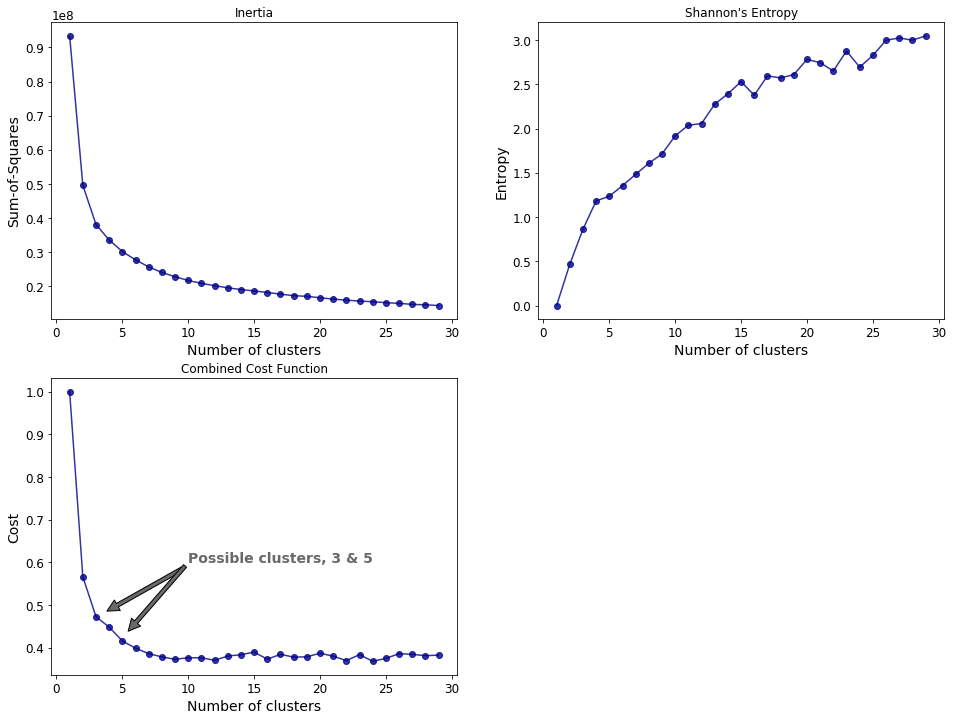 Inertia
1e8
0.9
0.8
0.7
0.6
0.5
0.4
0.3
0.2
Sum-of-Squares
0 5 10 15 20 25 30
Number of clusters
Shannon's Entropy
3.0
2.5
2.0
1.5
1.0
0.5
0.0
Entropy
0 5 10 15 20 25 30
Number of clusters
Combined Cost Function
1.0
0.9
0.8
0.7
0.6
0.5
0.4
Cost
Possible clusters, 3 & 5
0 5 10 15 20 25 30
Number of clusters